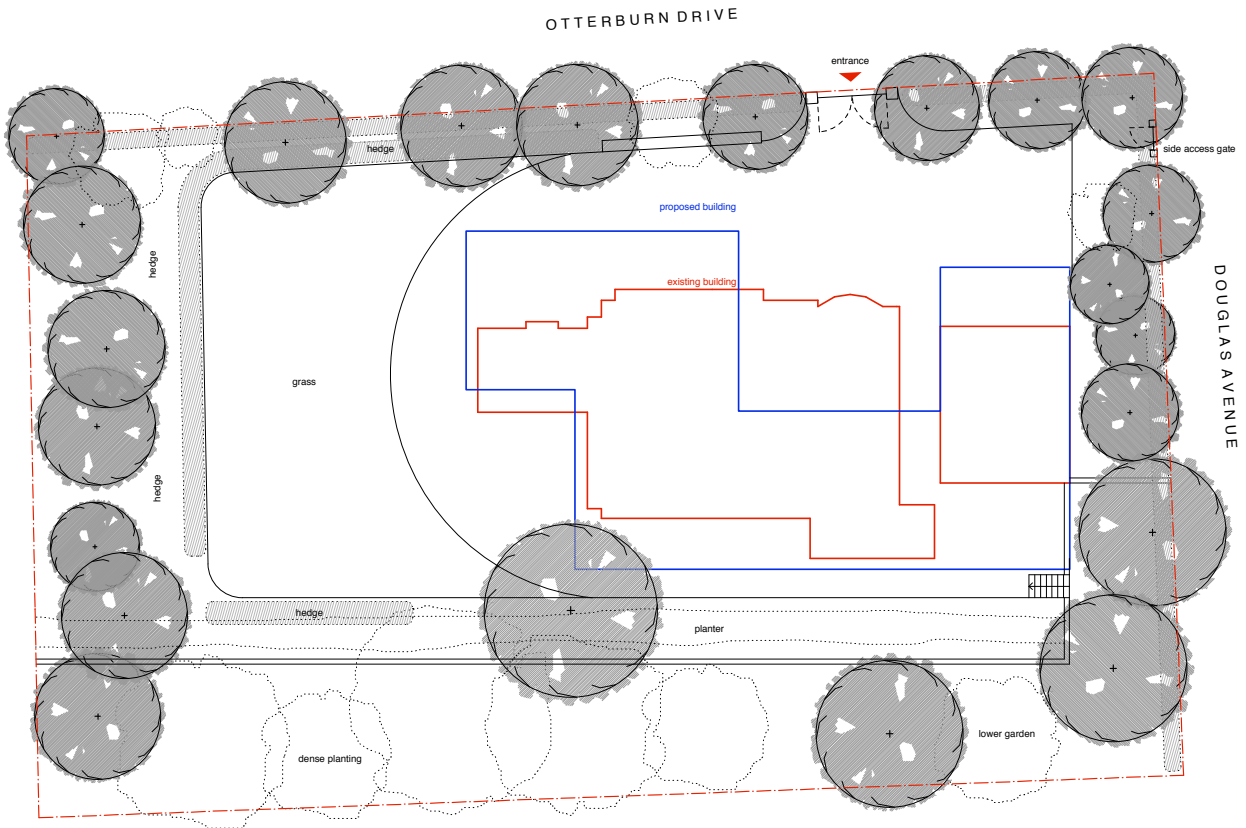 OTTERBURN DRIVE
entrance
hedge
side access gate
proposed building
hedge
existing building
DOUGLAS AVENUE
grass
hedge
hedge
planter
lower garden
dense planting